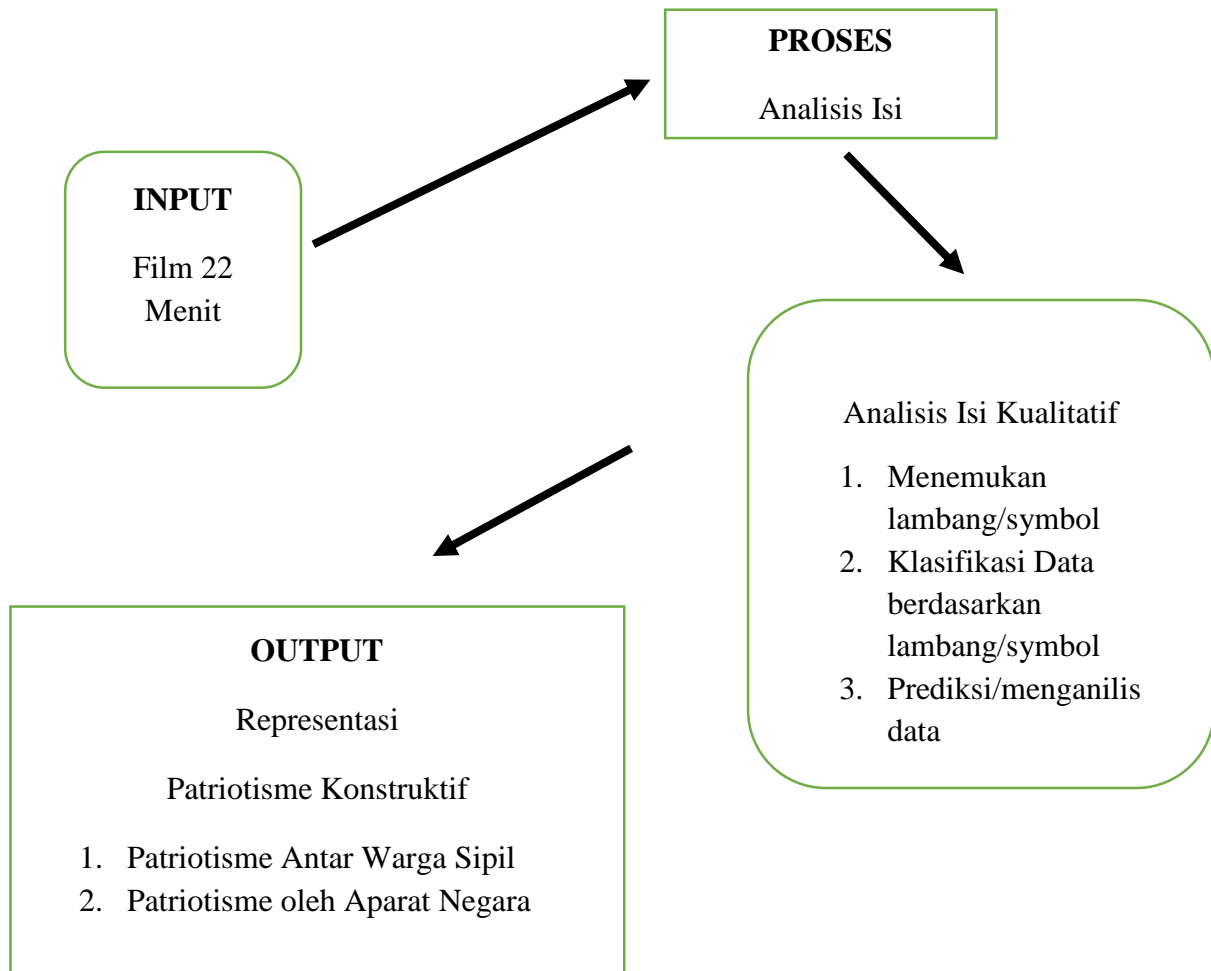 INPUT
Film 22
Menit
PROSES
Analisis Isi
Analisis Isi Kualitatif
1. Menemukan
lambang/symbol
2. Klasifikasi Data
berdasarkan
lambang/symbol
3. Prediksi/menganilis
data
OUTPUT
Representasi
Patriotisme Konstruktif
1. Patriotisme Antar Warga Sipil
2. Patriotisme oleh Aparat Negara